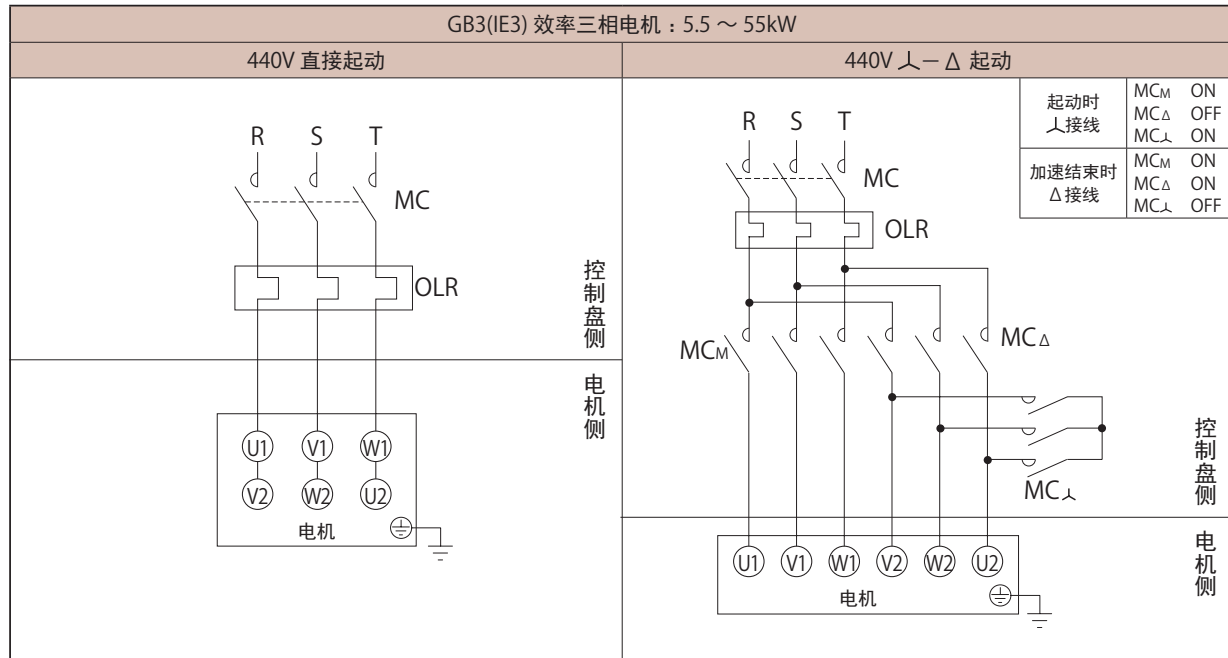 GB3(IE3) 效率三相电机：5.5 ～ 55kW
440V 直接起动
R S T
MC
OLR
控制盘侧
电机侧
U1 V1 W1
V2 W2 U2
电机
440V 人－Δ 起动
起动时
人接线
MCM ON
MCΔ OFF
MC人 ON
加速结束时
Δ接线
MCM ON
MCΔ ON
MC人 OFF
R S T
MC
OLR
MCM
MCΔ
MC人
控制盘侧
电机侧
U1 V1 W1 V2 W2 U2
电机